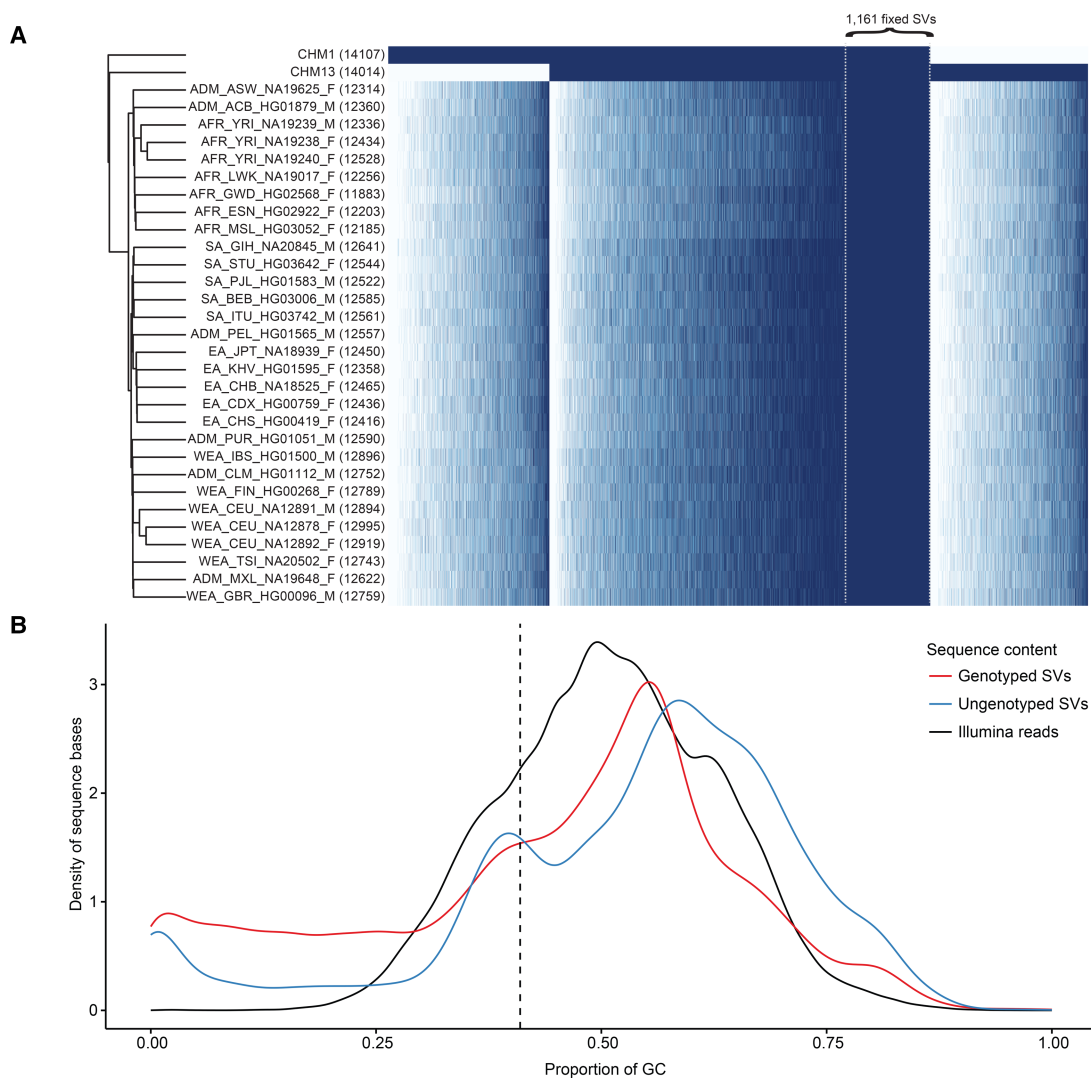 1,161 fixed SVs
A
CHM1 (14107)
CHM13 (14014)
ADM_ASW_NA19625_F (12314)
ADM_ACB_HG01879_M (12360)
AFR_YRI_NA19239_M (12336)
AFR_YRI_NA19238_F (12434)
AFR_YRI_NA19240_F (12528)
AFR_LWK_NA19017_F (12256)
AFR_GWD_HG02568_F (11883)
AFR_ESN_HG02922_F (12203)
AFR_MSL_HG03052_F (12185)
SA_GIH_NA20845_M (12641)
SA_STU_HG03642_F (12544)
SA_PJL_HG01583_M (12522)
SA_BEB_HG03006_M (12585)
SA_ITU_HG03742_M (12561)
ADM_PEL_HG01565_M (12557)
EA_JPT_NA18939_F (12450)
EA_KHV_HG01595_F (12358)
EA_CHB_NA18525_F (12465)
EA_CDX_HG00759_F (12436)
EA_CHS_HG00419_F (12416)
ADM_PUR_HG01051_M (12590)
WEA_IBS_HG01500_M (12896)
ADM_CLM_HG01112_M (12752)
WEA_FIN_HG00268_F (12789)
WEA_CEU_NA12891_M (12894)
WEA_CEU_NA12878_F (12995)
WEA_CEU_NA12892_F (12919)
WEA_TSI_NA20502_F (12743)
ADM_MXL_NA19648_F (12622)
WEA_GBR_HG00096_M (12759)
B
Density of sequence bases
3
2
1
0
Sequence content
Genotyped SVs
Ungenotyped SVs
Illumina reads
0.00
0.25
0.50
0.75
1.00
Proportion of GC